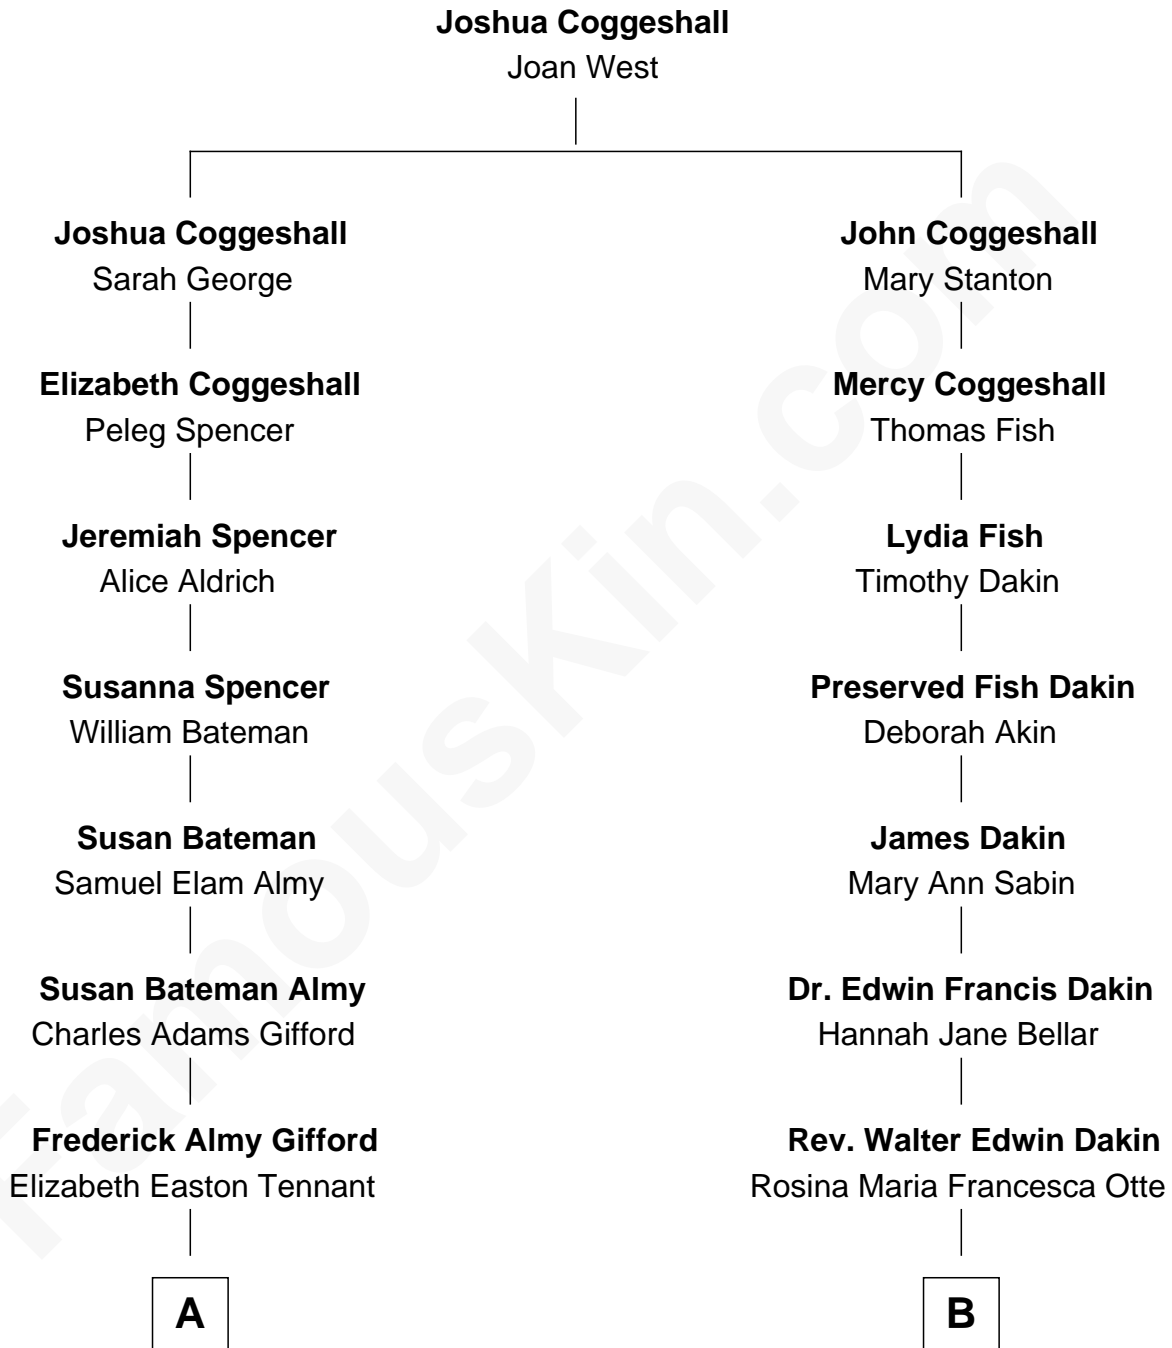 Joshua Coggeshall
Joan West
Joshua Coggeshall
Sarah George
Elizabeth Coggeshall
Peleg Spencer
Jeremiah Spencer
Alice Aldrich
Susanna Spencer
William Bateman
Susan Bateman
Samuel Elam Almy
Susan Bateman Almy
Charles Adams Gifford
Frederick Almy Gifford
Elizabeth Easton Tennant
A
John Coggeshall
Mary Stanton
Mercy Coggeshall
Thomas Fish
Lydia Fish
Timothy Dakin
Preserved Fish Dakin
Deborah Akin
James Dakin
Mary Ann Sabin
Dr. Edwin Francis Dakin
Hannah Jane Bellar
Rev. Walter Edwin Dakin
Rosina Maria Francesca Otte
B
FamousKin.com